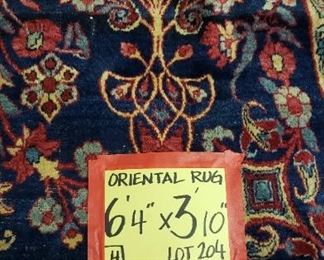 ORIENTAL RUG
6'4" x 3'10"
H LOT 204